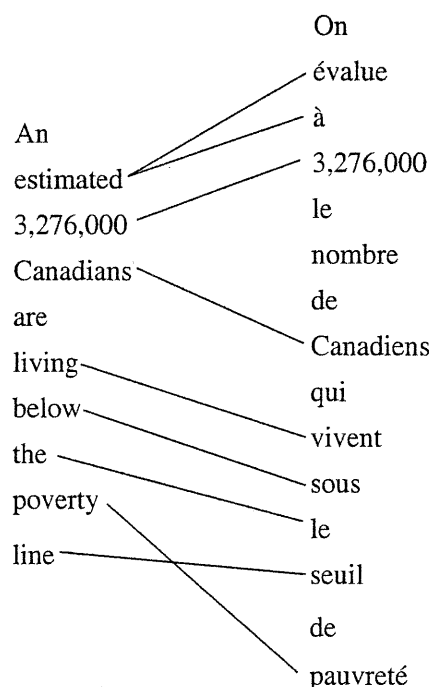 An
estimated
3,276,000
Canadians
are
living
below
the
poverty
line
On
évalue
à
3,276,000
le
nombre
de
Canadiens
qui
vivent
sous
le
seuil
de
pauvreté